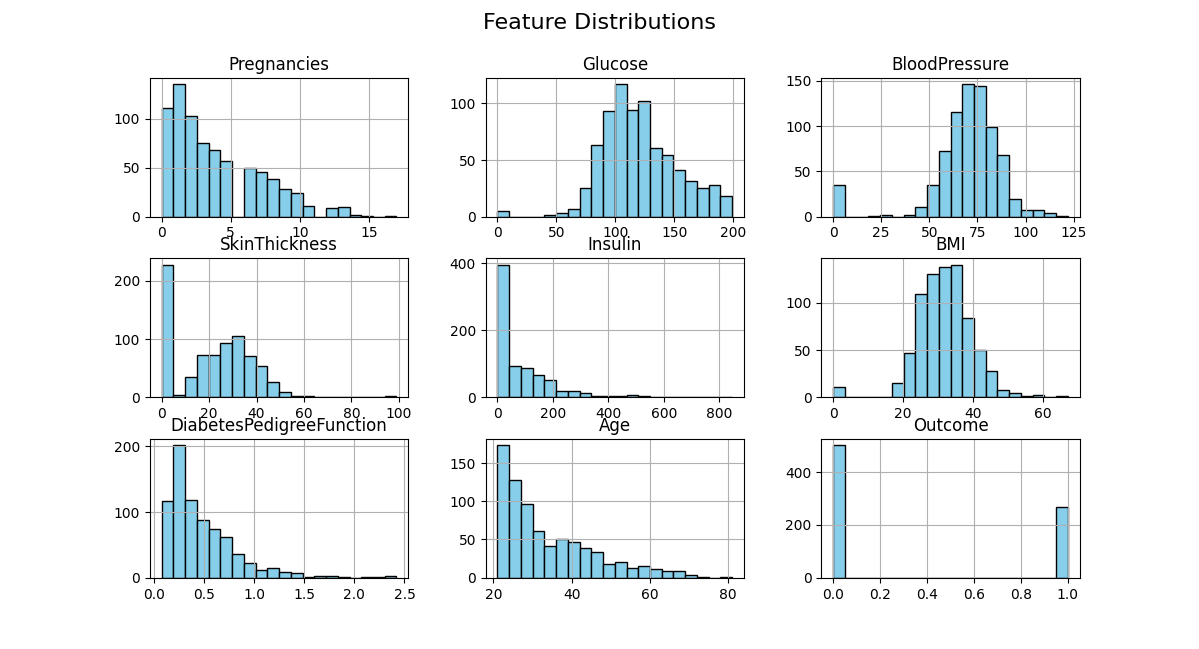 Feature Distributions
Pregnancies Glucose BloodPressure
100
50
0
0 5 10 15
100
50
0
0 50 100 150 200
150
100
50
0
0 25 50 75 100 125
SkinThickness Insulin BMI
200
100
0
0 20 40 60 80 100
400
200
0
0 200 400 600 800
100
50
0
0 20 40 60
DiabetesPedigreeFunction Age Outcome
200
100
0
0.0 0.5 1.0 1.5 2.0 2.5
150
100
50
0
20 40 60 80
400
200
0
0.0 0.2 0.4 0.6 0.8 1.0